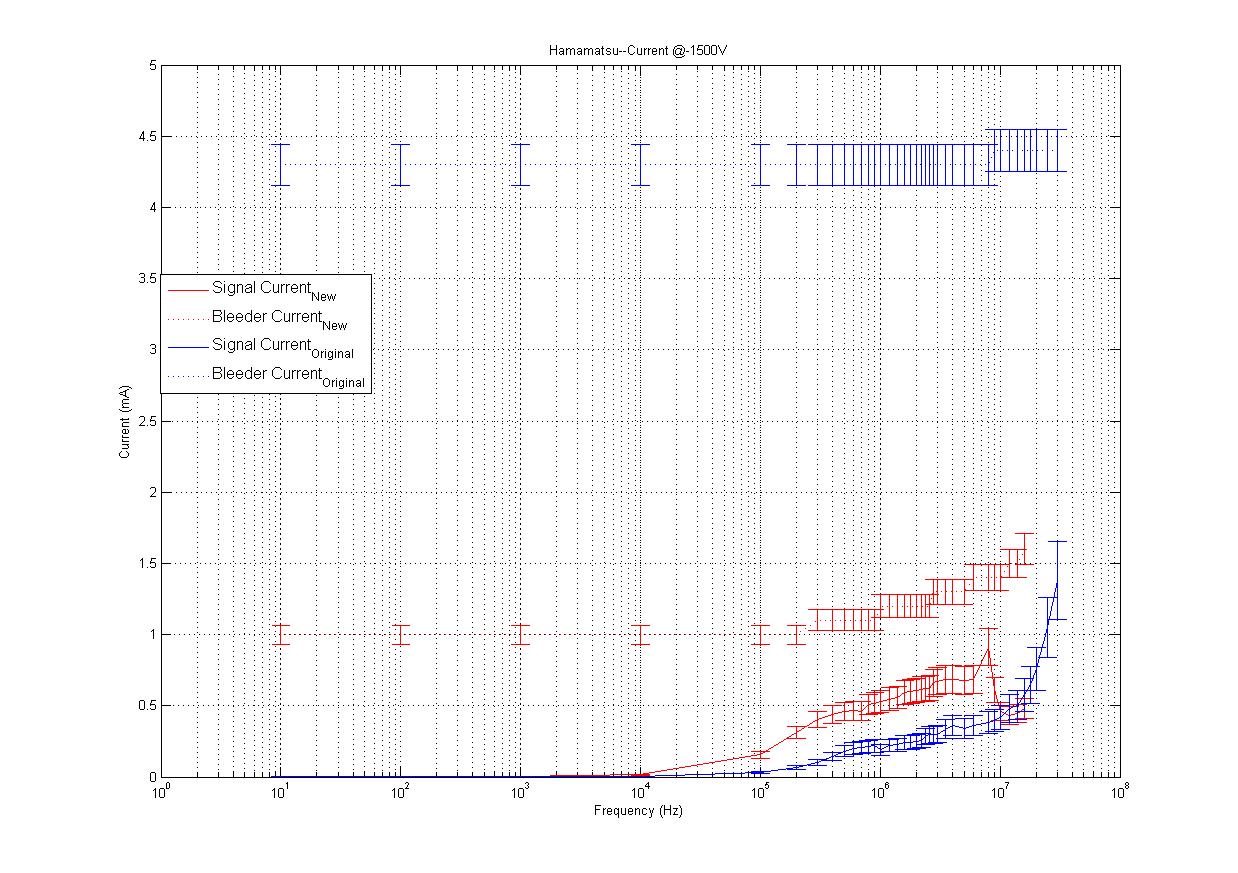 Hamamatsu--Current @-1500V
5
4.5
4
3.5
3
2.5
2
1.5
1
0.5
0
Current (mA)
Signal Current_New
Bleeder Current_New
Signal Current_Original
Bleeder Current_Original
10^0 10^1 10^2 10^3 10^4 10^5 10^6 10^7 10^8
Frequency (Hz)